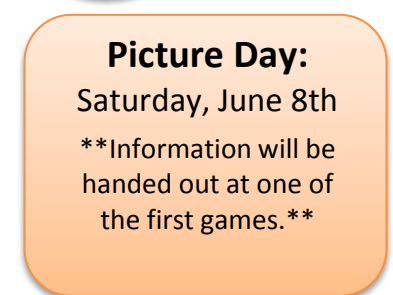 Picture Day:
Saturday, June 8th
**Information will be
handed out at one of
the first games.**